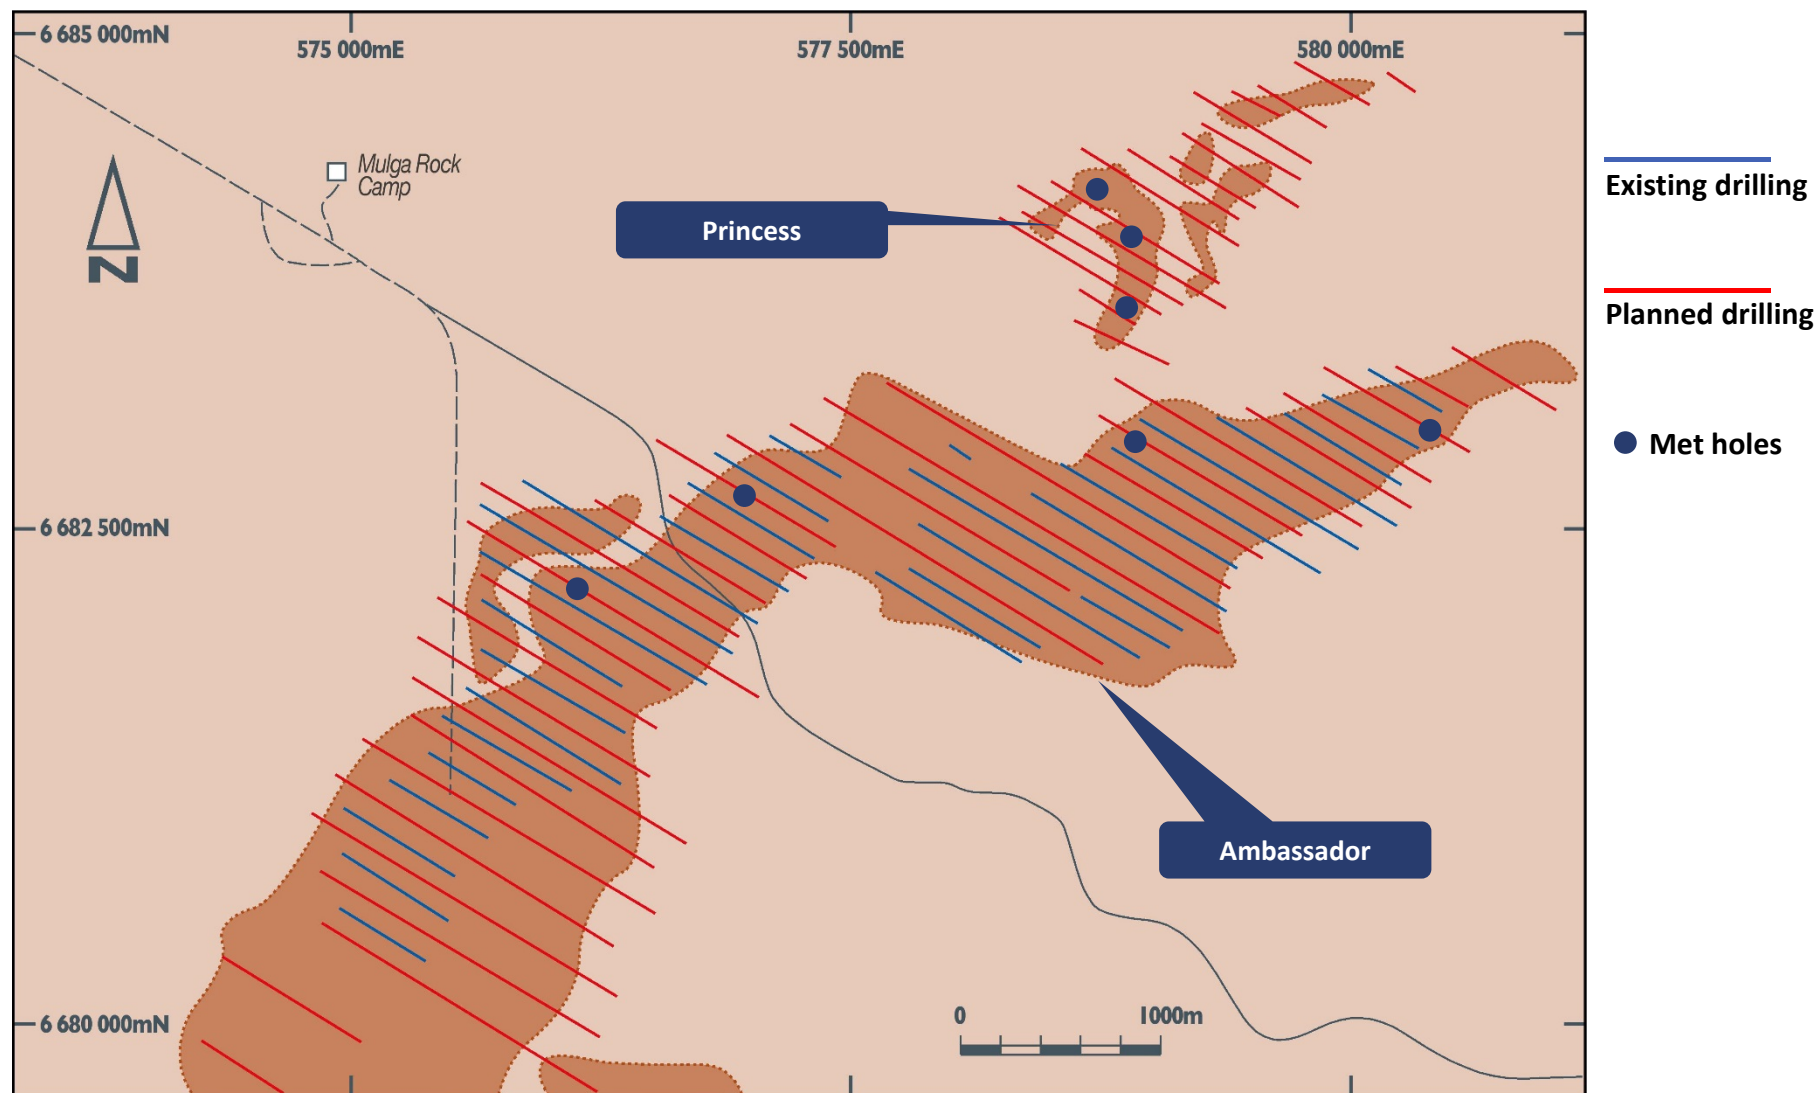 6 685 000mN
575 000mE
577 500mE
580 000mE
Mulga Rock
Camp
Existing drilling
Princess
N
Planned drilling
Met holes
6 682 500mN
Ambassador
6 680 000mN
0
1000m